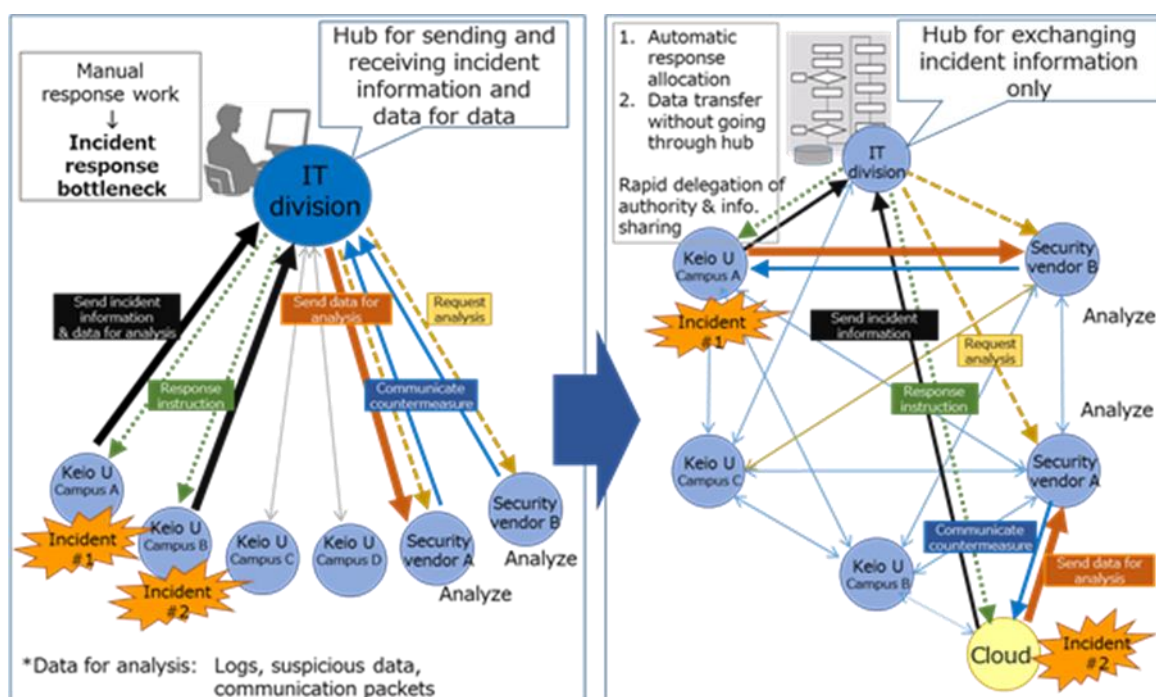 Manual
response work
↓
Incident
response
bottleneck
Hub for sending and
receiving incident
information and
data for data
IT
division
Send incident
information
& data for analysis
Send data for
analysis
Request
analysis
Response
instruction
Communicate
countermeasure
Keio U
Campus A
Incident
#1
Keio U
Campus B
Incident
#2
Keio U
Campus C
Keio U
Campus D
Security
vendor A
Analyze
Security
vendor B
Analyze
*Data for analysis: Logs, suspicious data,
communication packets
1. Automatic
response
allocation
2. Data transfer
without going
through hub
Rapid delegation of
authority & info.
sharing
Hub for exchanging
incident information
only
IT
division
Keio U
Campus A
Incident
#1
Security
vendor B
Analyze
Send incident
information
Request
analysis
Response
instruction
Analyze
Keio U
Campus C
Security
vendor A
Communicate
countermeasure
Send data for
analysis
Keio U
Campus B
Cloud
Incident
#2